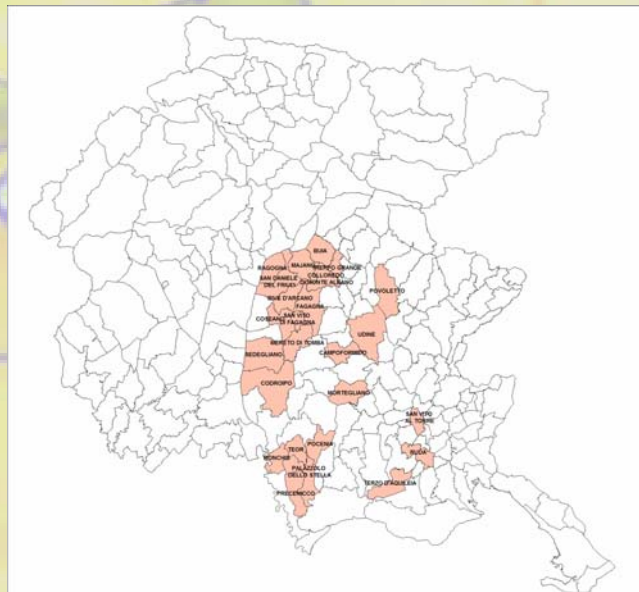 BUIA
MAJANO
RAGOGNA
TREPPO GRANDE
COLLOREDO
DI MONTE ALBANO
SAN DANIELE
DEL FRIULI
RIVE D'ARCANO
FAGAGNA
COSEANO
SAN VITO
DI FAGAGNA
POVOLETTO
UDINE
MERETO DI TOMBA
SEDEGLIANO
CAMPOFORMIDO
CODROIPO
MORTEGLIANO
SAN VITO
AL TORRE
POCENIA
TEOR
RONCHIS
RUDA
PALAZZOLO
DELLO STELLA
TERZO D'AQUILEIA
PRECENICCO